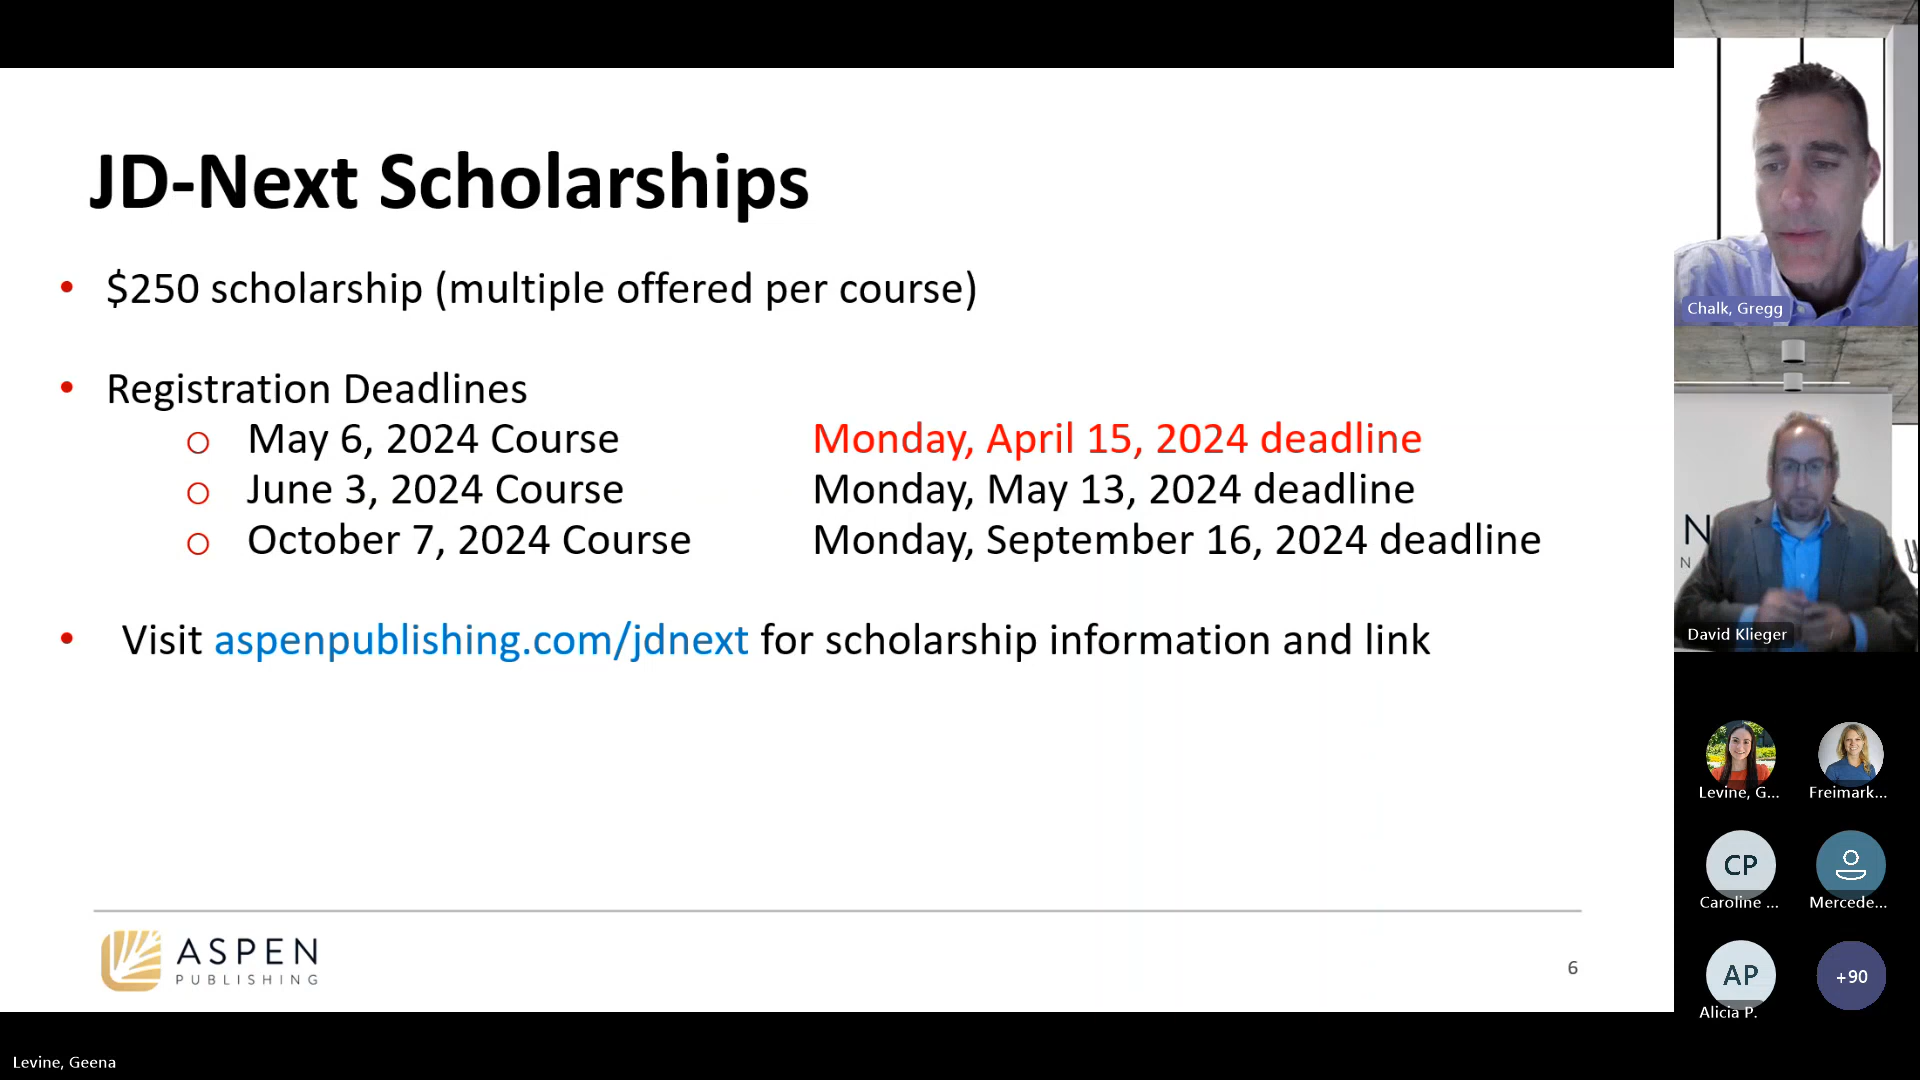 JD-Next Scholarships
• $250 scholarship (multiple offered per course)
• Registration Deadlines
o May 6, 2024 Course Monday, April 15, 2024 deadline
o June 3, 2024 Course Monday, May 13, 2024 deadline
o October 7, 2024 Course Monday, September 16, 2024 deadline
• Visit aspenpublishing.com/jdnext for scholarship information and link
ASPEN
PUBLISHING
6
Chalk, Gregg
N
N
David Klieger
Levine, G...
Freimark...
CP
Caroline ...
Mercede...
AP
Alicia P.
+90
Levine, Geena